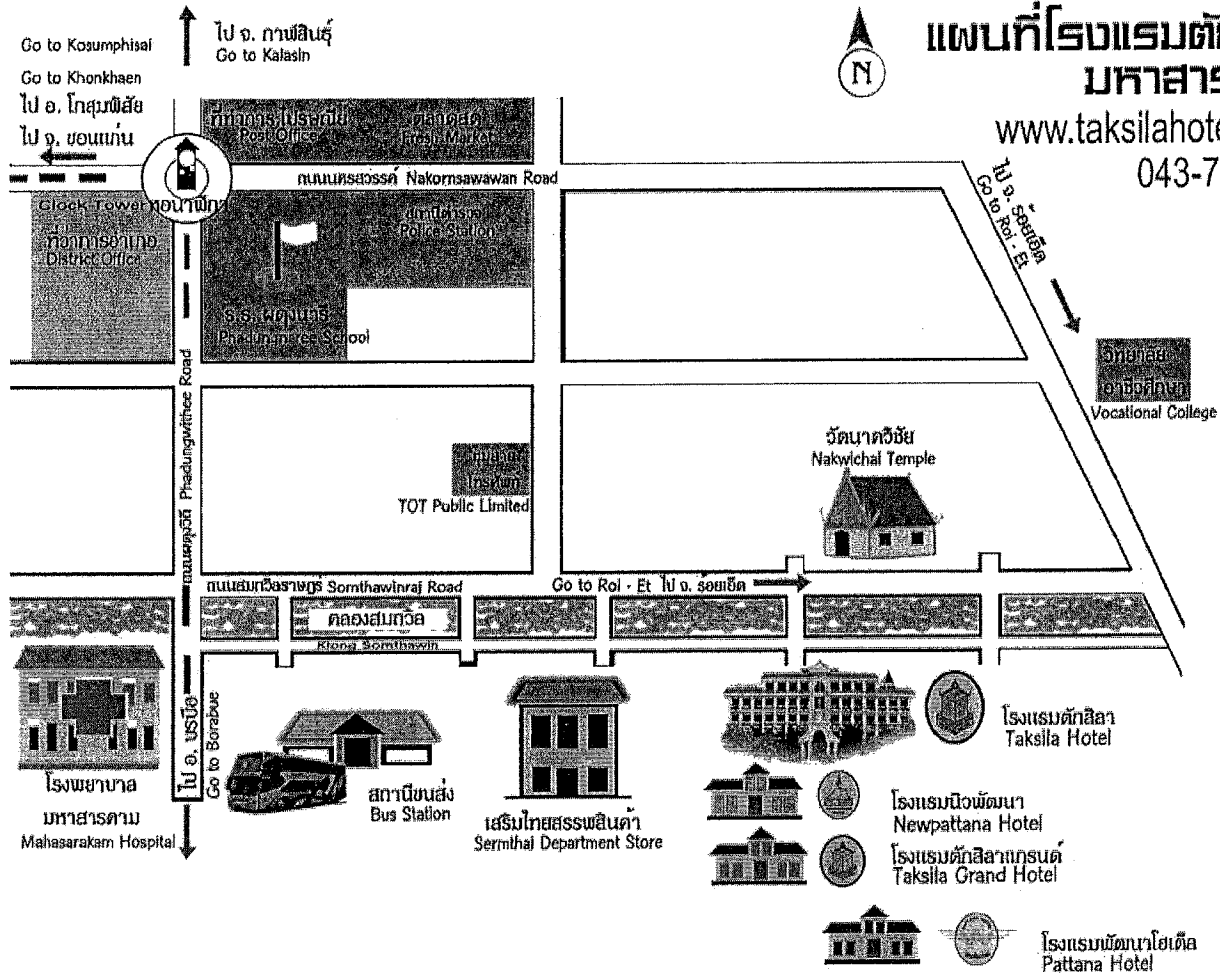 Go to Kosumphisai
Go to Khonkhaen
ไป อ. โกสุมพิสัย
ไป จ. ขอนแก่น
ไป จ. กาฬสินธุ์
Go to Kalasin
N
แผนที่โรงแรมตัก
มหาสาร
www.taksilahote
043-7
ที่ทำการไปรษณีย์
Post Office
ตลาดสด
Fresh Market
ถนนนครสวรรค์ Nakornsawawan Road
Clock Tower หอนาฬิกา
ที่ว่าการอำเภอ
District Office
สถานีตำรวจ
Police Station
ร.ร. ผดุงนารี
Phadungnaree School
ไป จ. ร้อยเอ็ด
Go to Roi - Et
วิทยาลัย
อาชีวศึกษา
Vocational College
ถนนผดุงวิถี Phadungwithee Road
TOT Public Limited
วัดนาควิชัย
Nakwichai Temple
ถนนสมถวิลราษฎร์ Somthawinraj Road
Go to Roi - Et ไป จ. ร้อยเอ็ด
คลองสมถวิล
Klong Somthawin
โรงพยาบาล
มหาสารคาม
Mahasarakam Hospital
ไป อ. บรบือ
Go to Borabue
สถานีขนส่ง
Bus Station
เสริมไทยสรรพสินค้า
Sermthai Department Store
โรงแรมตักสิลา
Taksila Hotel
โรงแรมนิวพัฒนา
Newpattana Hotel
โรงแรมตักสิลาแกรนด์
Taksila Grand Hotel
โรงแรมพัฒนาโฮเต็ล
Pattana Hotel